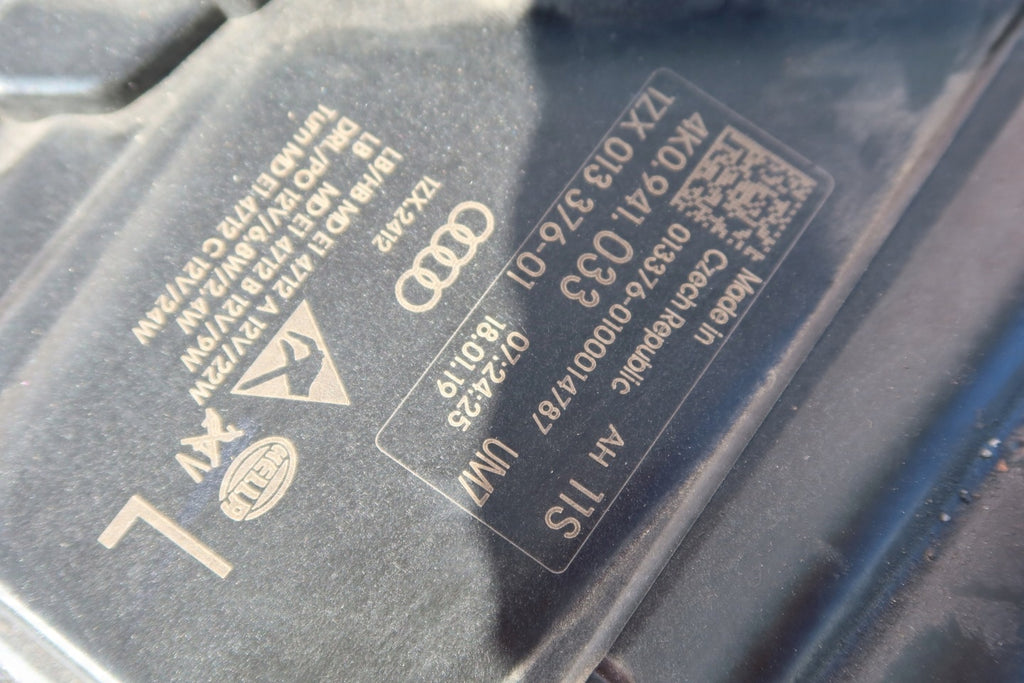 1ZX 013 376-01
4K0.941.033
013376-0100014787
Made in
Czech Republic
AH 11S
UM7
07:24:25
18.01.19
1ZX.2412
LB/HB MD E1 4712 A 12V/22W
LB MD E1 4712 B 12V/9W
DRL/PO 12V/6.8W/2.4W
Turn MD E1 4712 C 12V/24W
HELLA
L